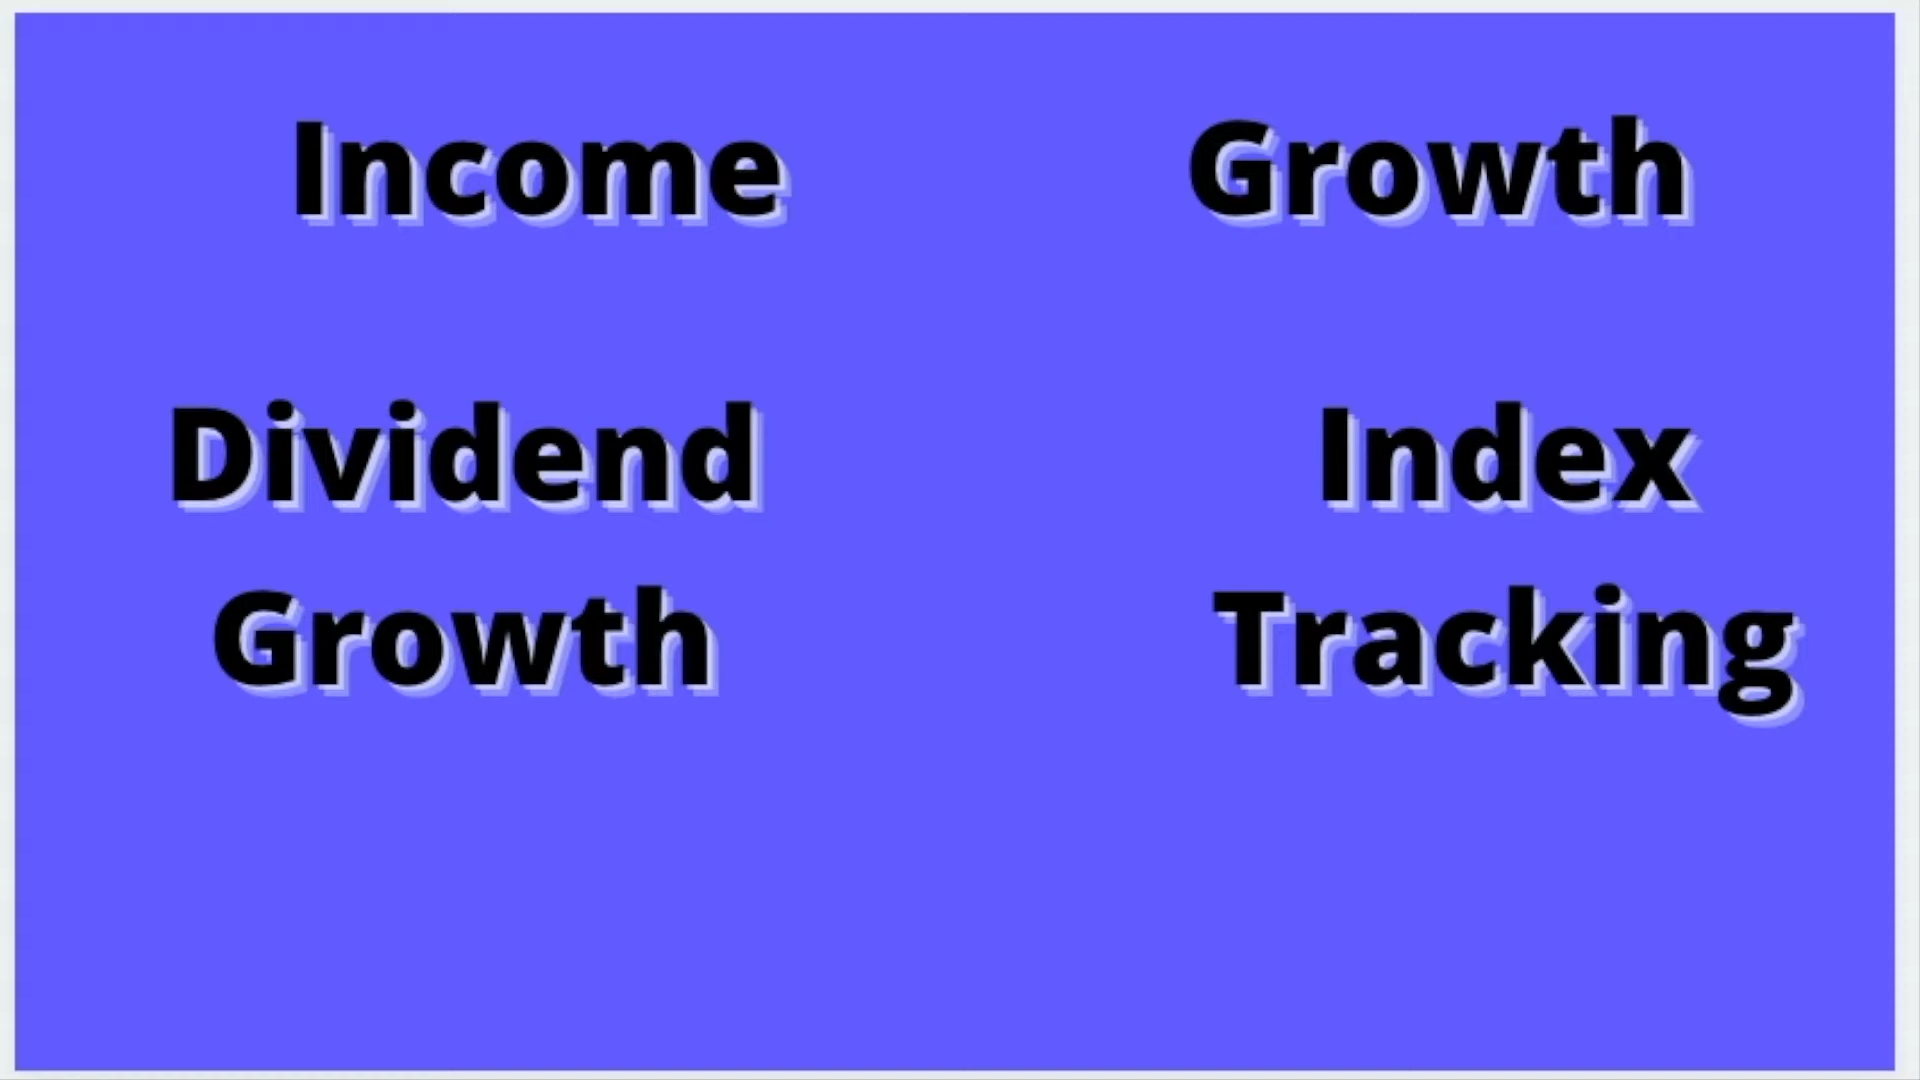 Income
Growth
Dividend
Growth
Index
Tracking